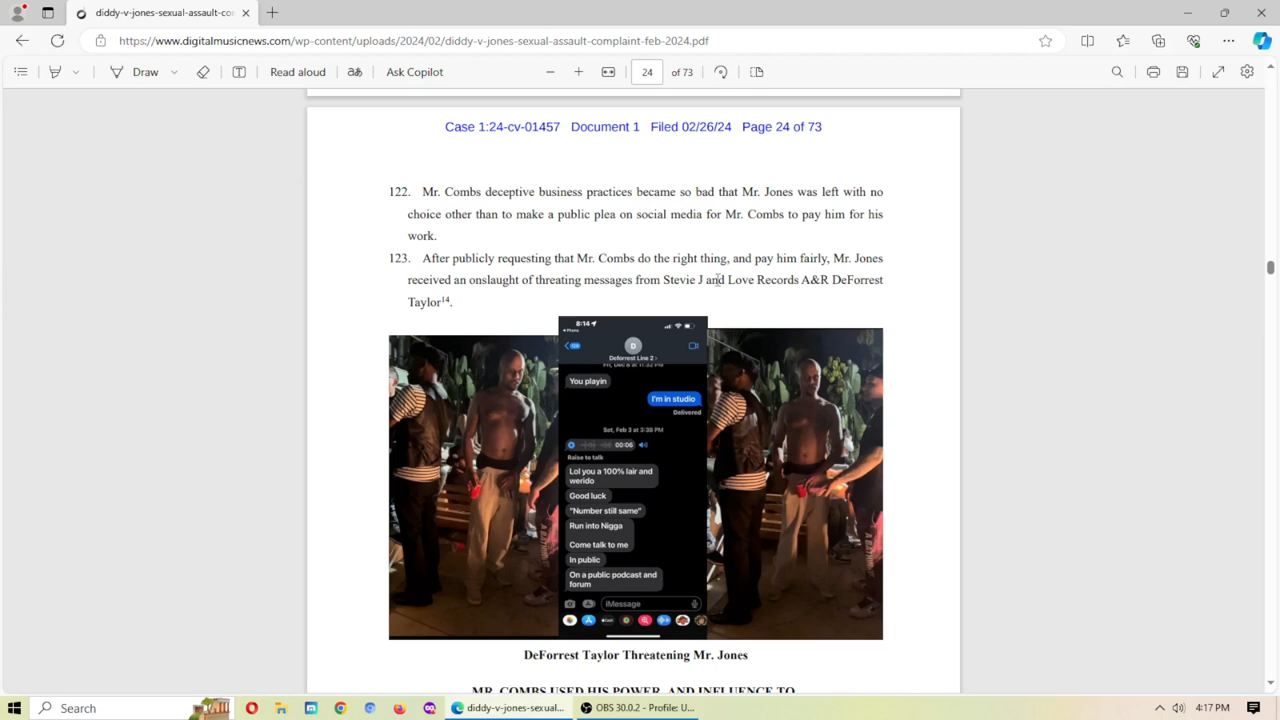 diddy-v-jones-sexual-assault-co
https://www.digitalmusicnews.com/wp-content/uploads/2024/02/diddy-v-jones-sexual-assault-complaint-feb-2024.pdf
Draw
Read aloud
Ask Copilot
24 of 73
Case 1:24-cv-01457 Document 1 Filed 02/26/24 Page 24 of 73
122. Mr. Combs deceptive business practices became so bad that Mr. Jones was left with no
choice other than to make a public plea on social media for Mr. Combs to pay him for his
work.
123. After publicly requesting that Mr. Combs do the right thing, and pay him fairly, Mr. Jones
received an onslaught of threating messages from Stevie J and Love Records A&R DeForrest
Taylor14.
8:14
Phone
D
Deforrest Line 2 >
Fri, Dec 8 at 11:32 PM
You playin
I'm in studio
Delivered
Sat, Feb 3 at 3:39 PM
00:06
Raise to talk
Lol you a 100% lair and
werido
Good luck
"Number still same"
Run into Nigga
Come talk to me
In public
On a public podcast and
forum
iMessage
DeForrest Taylor Threatening Mr. Jones
MR. COMBS USED HIS POWER, AND INFLUENCE TO
Search
diddy-v-jones-sexual...
OBS 30.0.2 - Profile: U...
4:17 PM